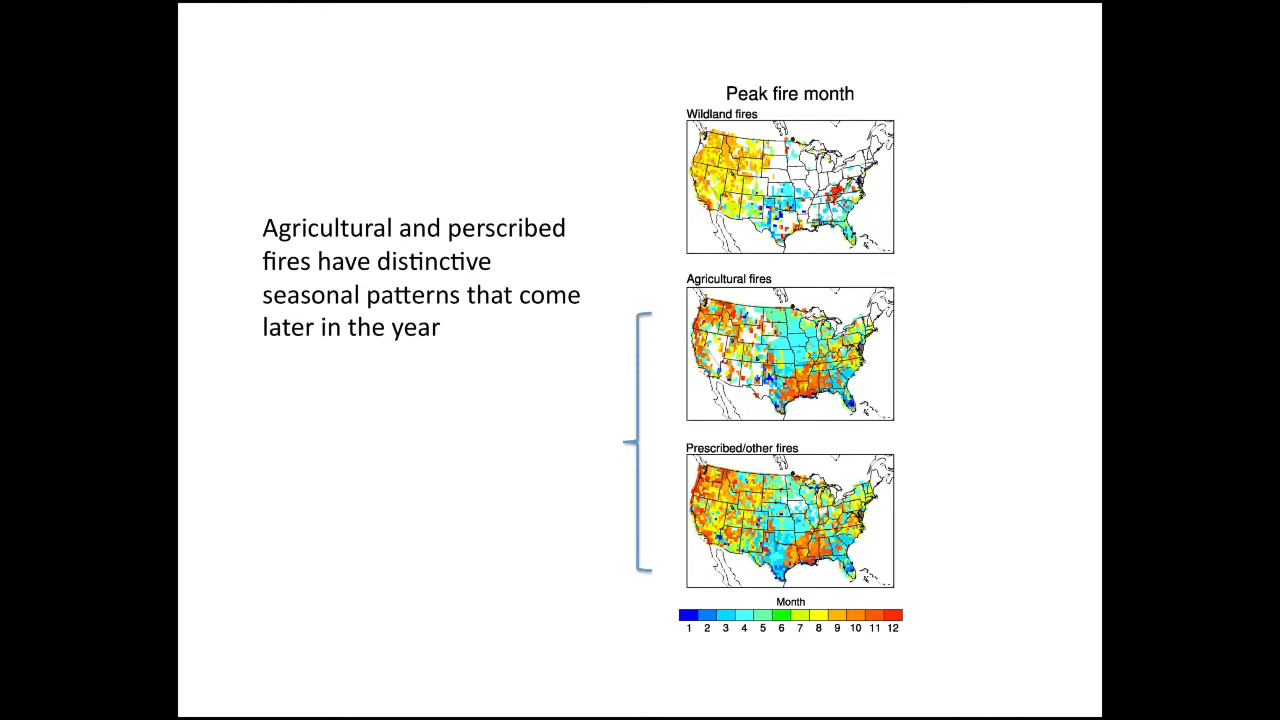 Peak fire month
Wildland fires
Agricultural and perscribed
fires have distinctive
seasonal patterns that come
later in the year
Agricultural fires
Prescribed/other fires
Month
1 2 3 4 5 6 7 8 9 10 11 12